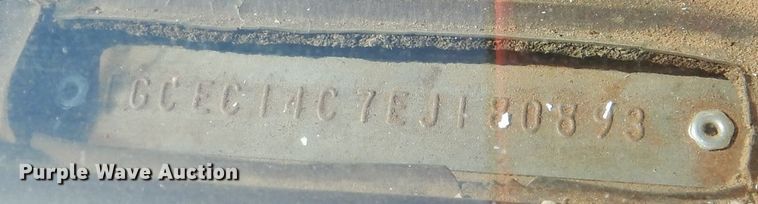 1GCEC14C7EJ180893
Purple Wave Auction